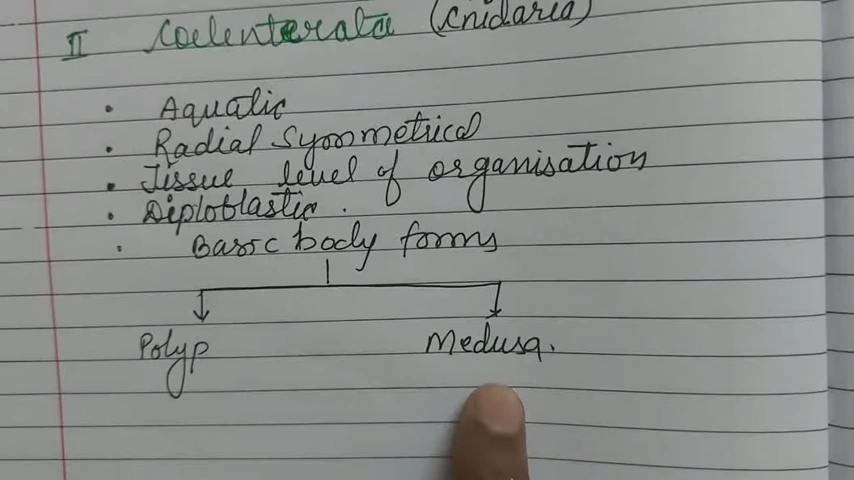 II Coelenterata (Cnidaria)
• Aquatic
• Radial Symmetrical
• Tissue level of organisation
• Diploblastic.
• Basic body forms
Polyp Medusa.